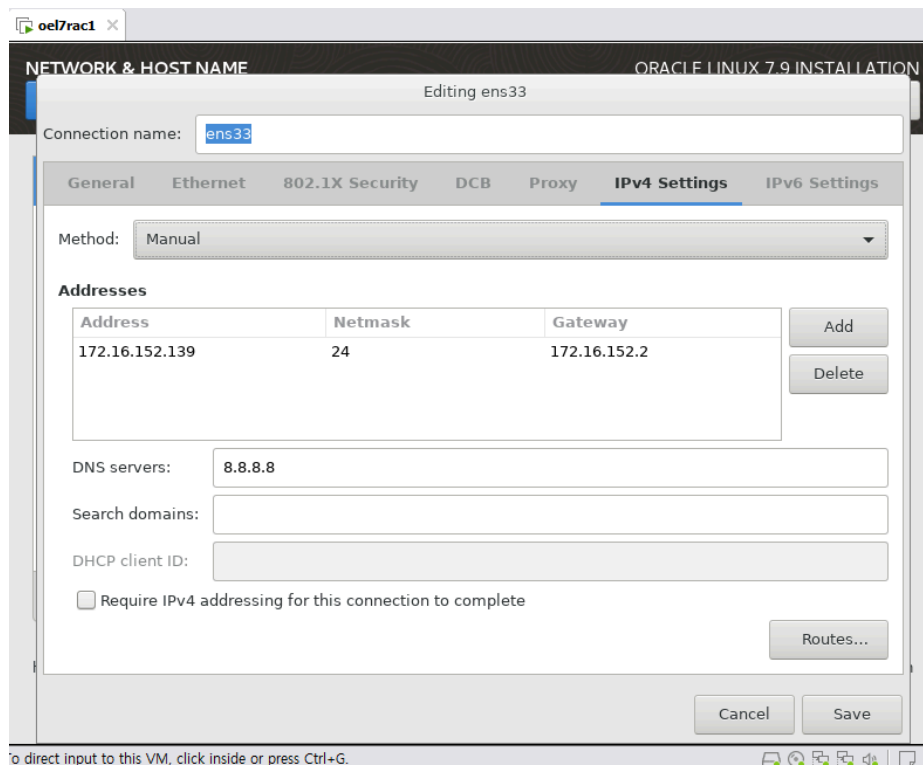 oel7rac1
NETWORK & HOST NAME
ORACLE LINUX 7.9 INSTALLATION
Editing ens33
Connection name: ens33
General Ethernet 802.1X Security DCB Proxy IPv4 Settings IPv6 Settings
Method: Manual
Addresses
Address Netmask Gateway
172.16.152.139 24 172.16.152.2
Add
Delete
DNS servers: 8.8.8.8
Search domains:
DHCP client ID:
Require IPv4 addressing for this connection to complete
Routes...
Cancel Save
To direct input to this VM, click inside or press Ctrl+G.